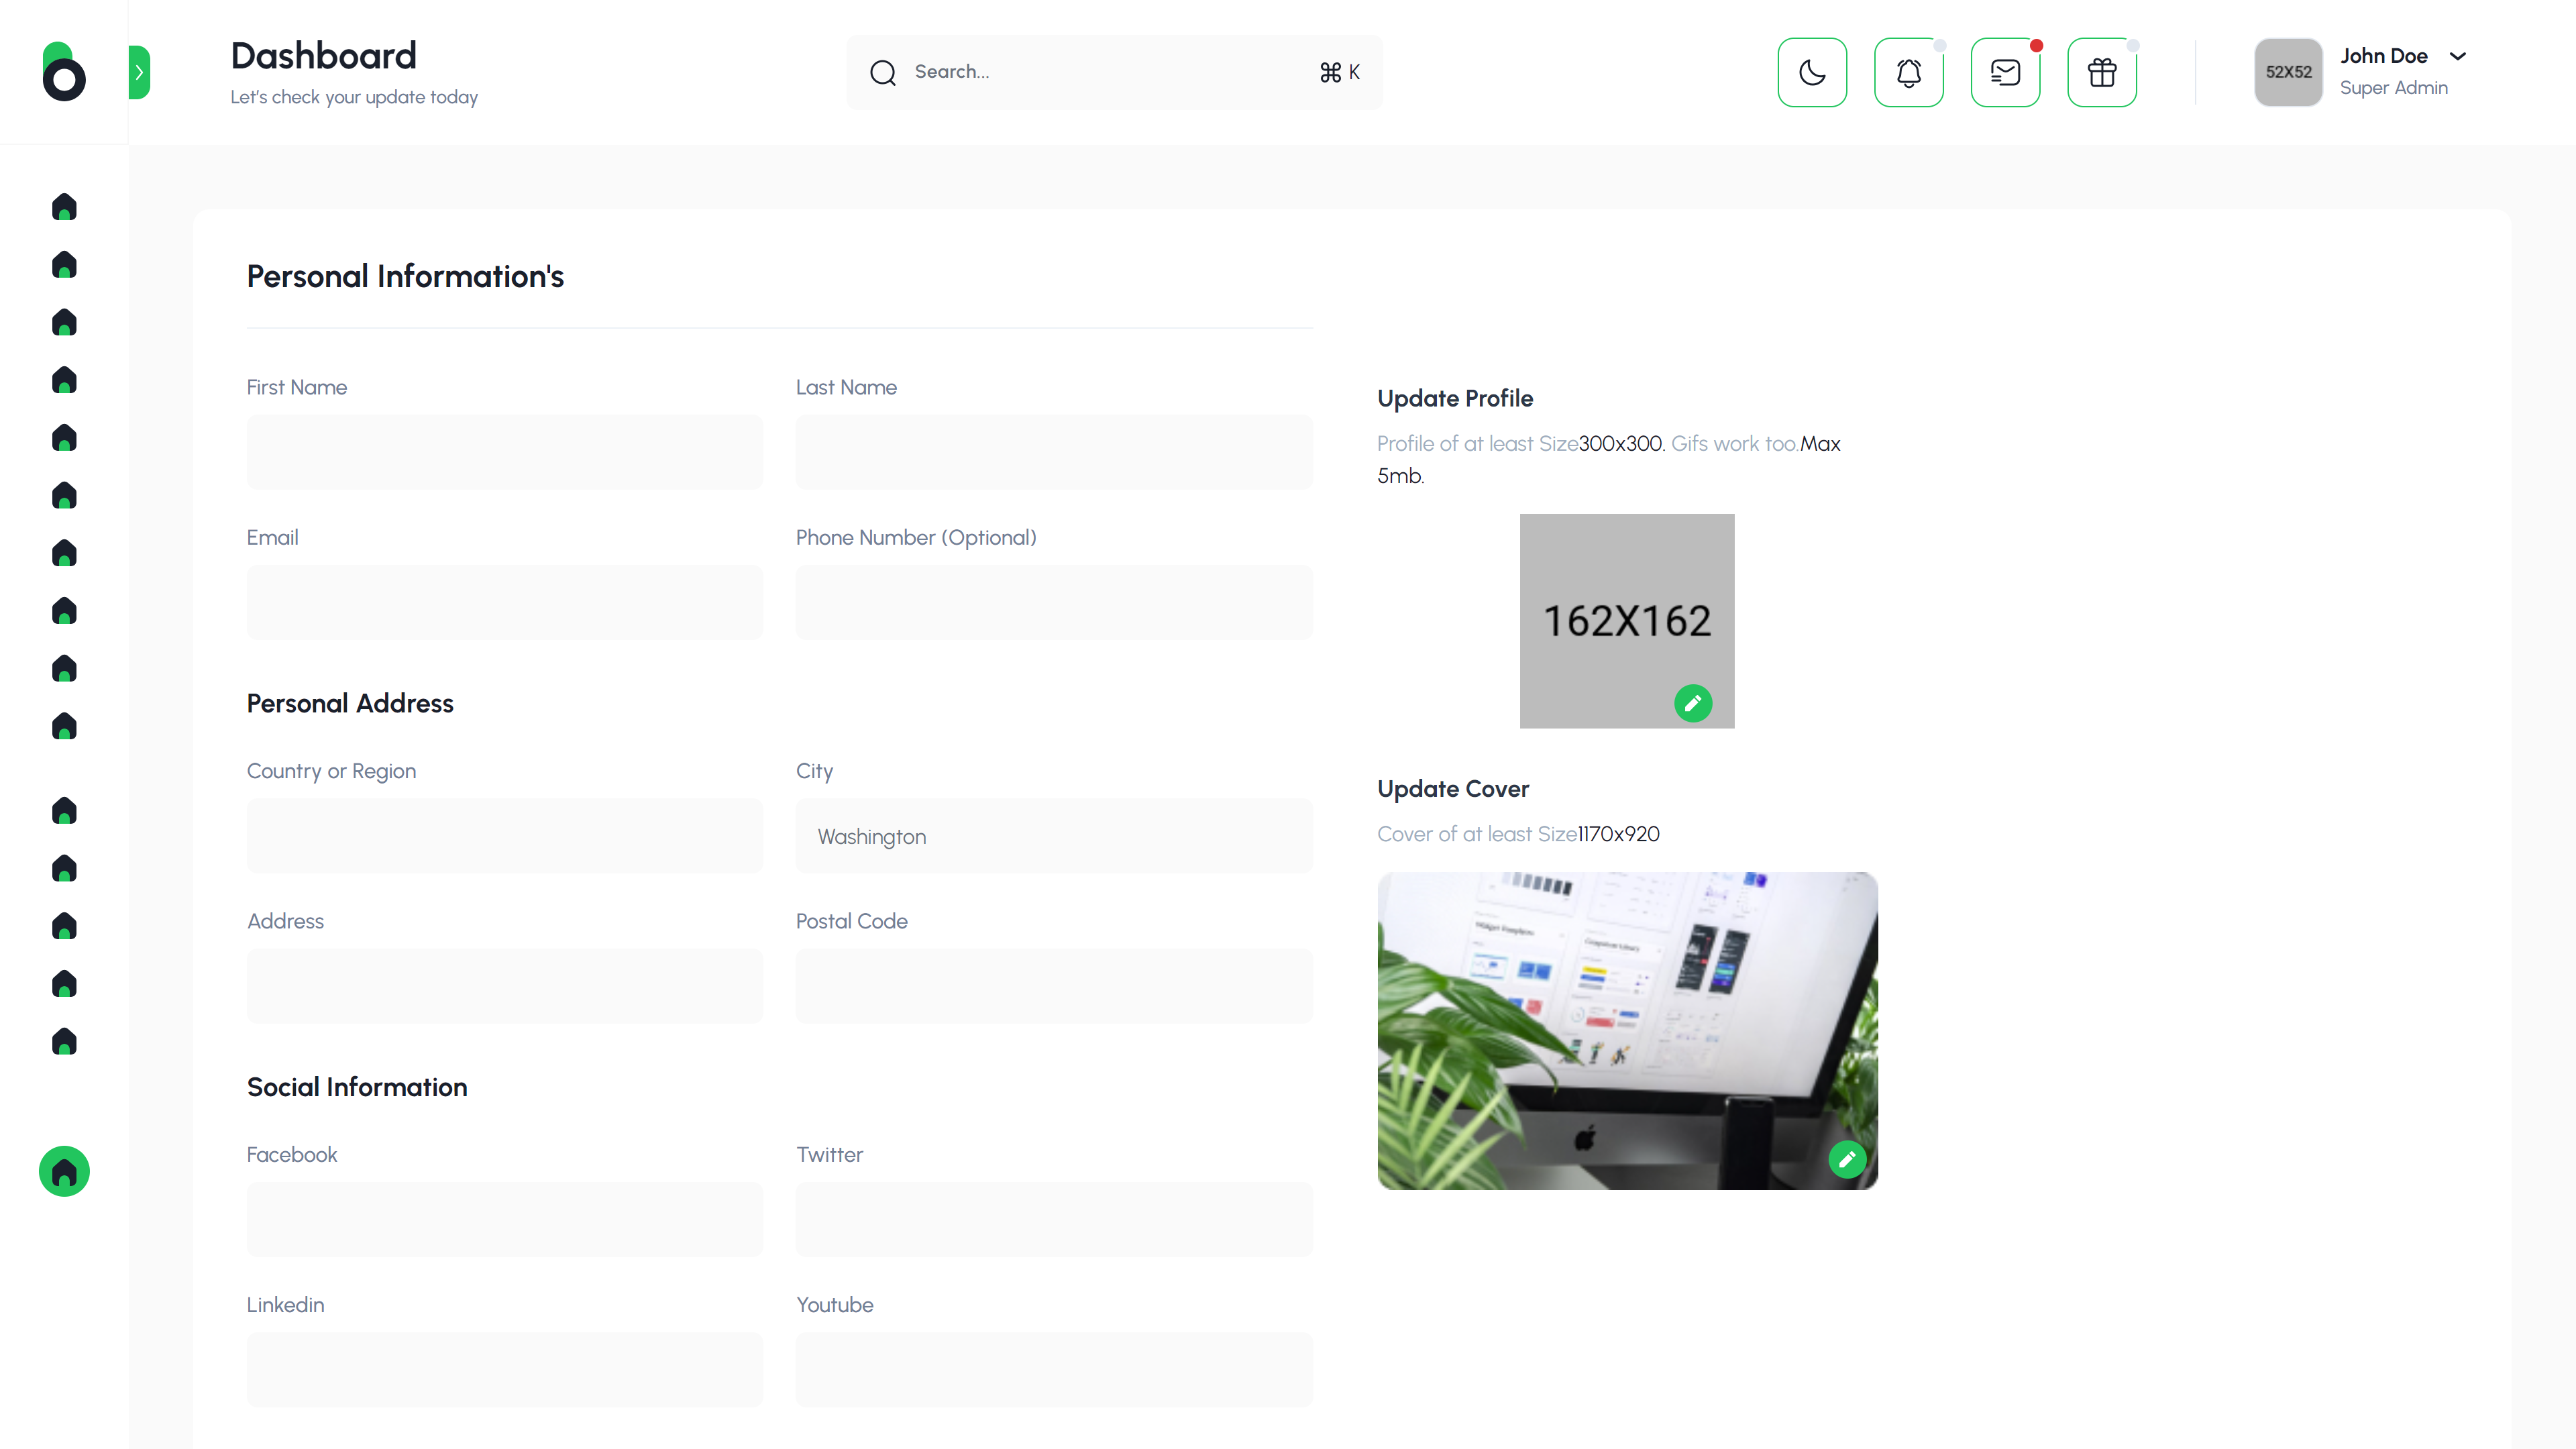 Dashboard
Let's check your update today
Search...
⌘ K
52X52
John Doe
Super Admin
Personal Information's
First Name
Last Name
Email
Phone Number (Optional)
Personal Address
Country or Region
City
Washington
Address
Postal Code
Social Information
Facebook
Twitter
Linkedin
Youtube
Update Profile
Profile of at least Size300x300. Gifs work too.Max
5mb.
162X162
Update Cover
Cover of at least Size1170x920
Widget Templates